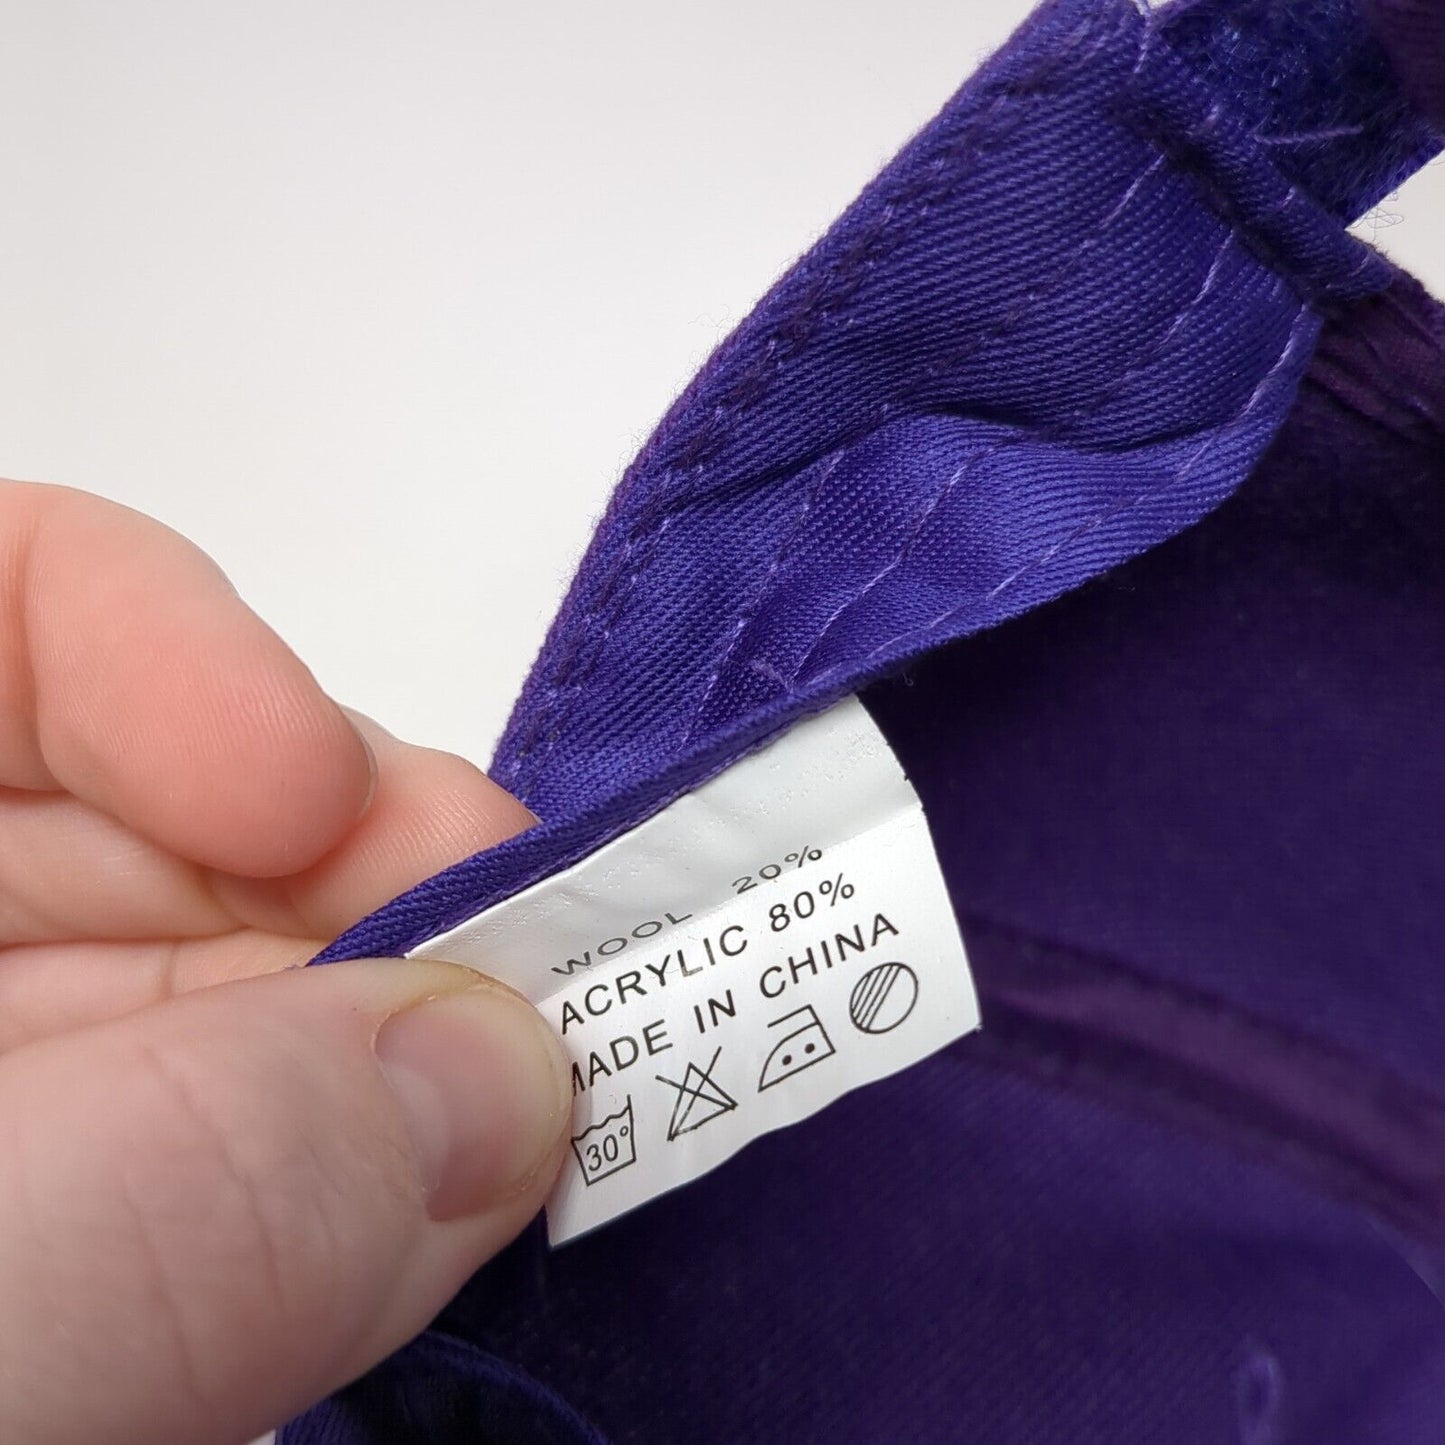 WOOL 20%
ACRYLIC 80%
MADE IN CHINA
30°